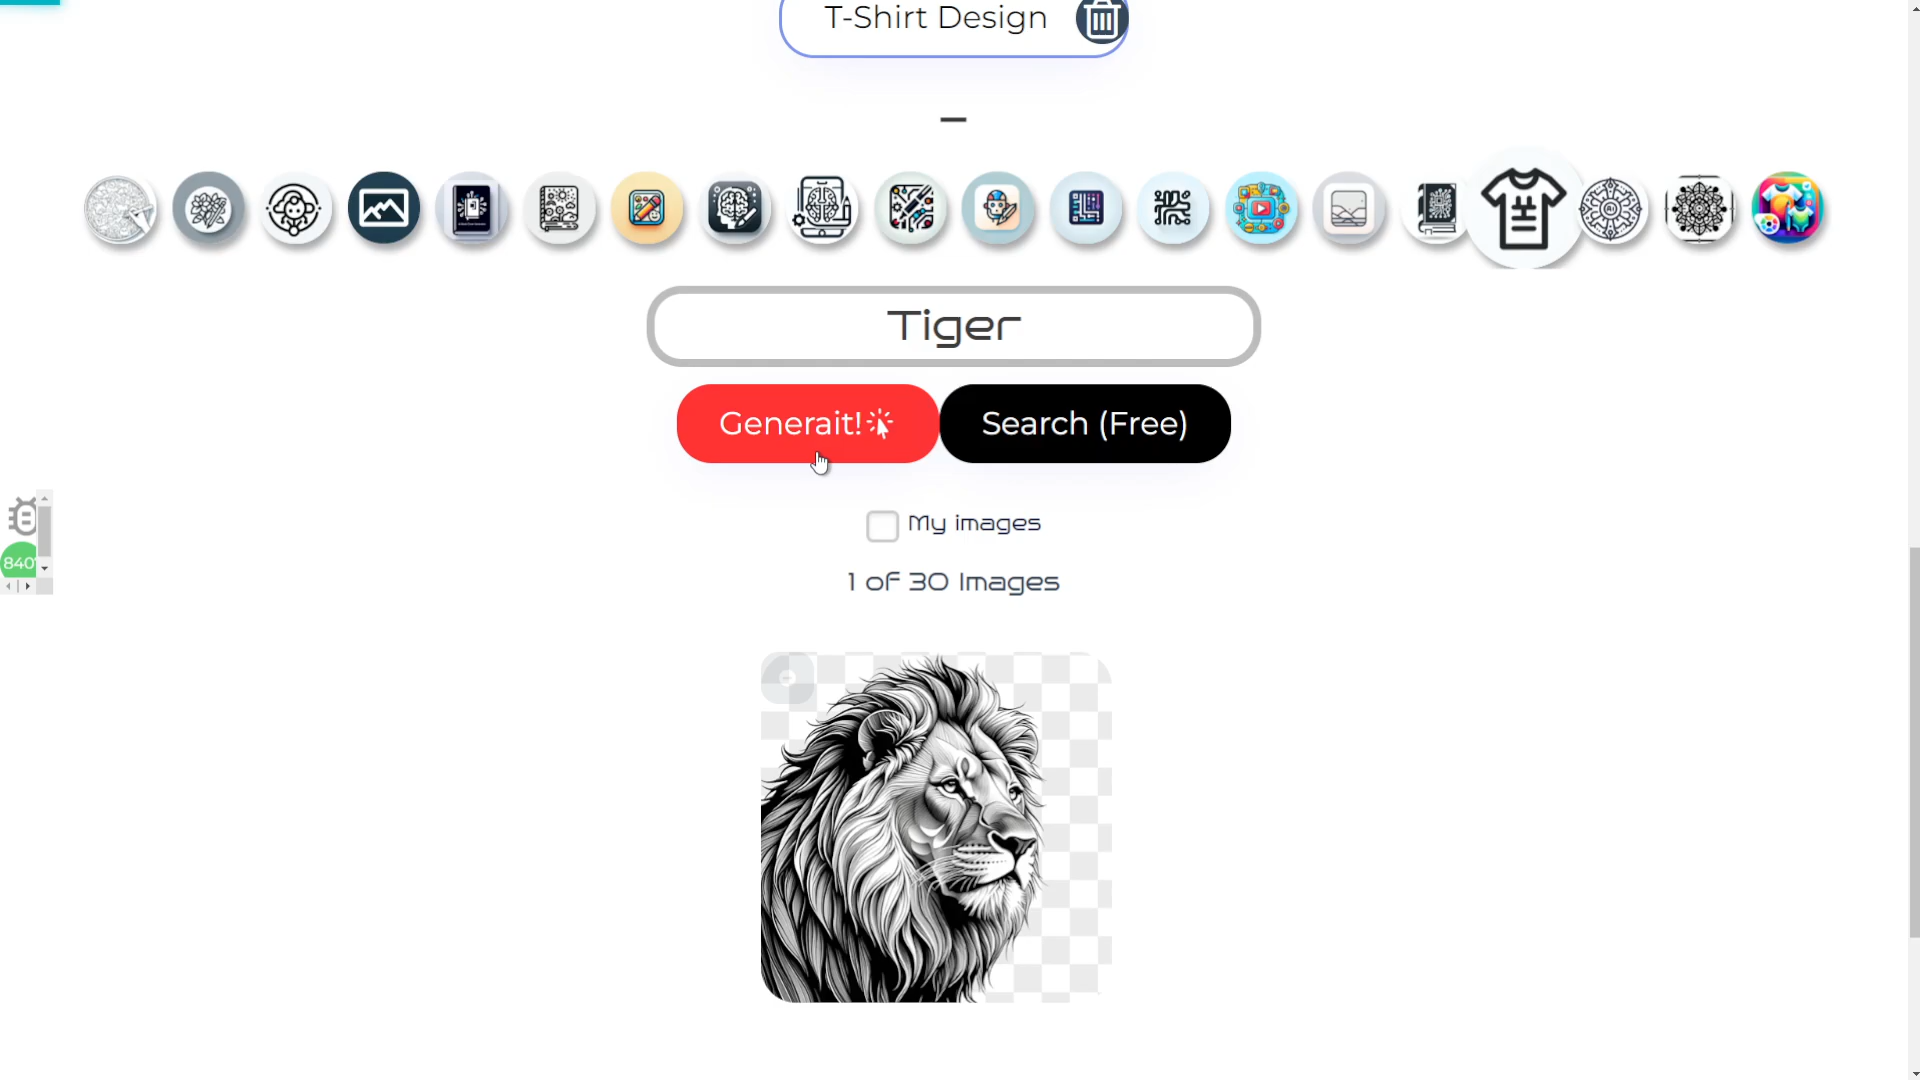 T-Shirt Design
Tiger
Generait!
Search (Free)
My images
1 of 30 Images
840